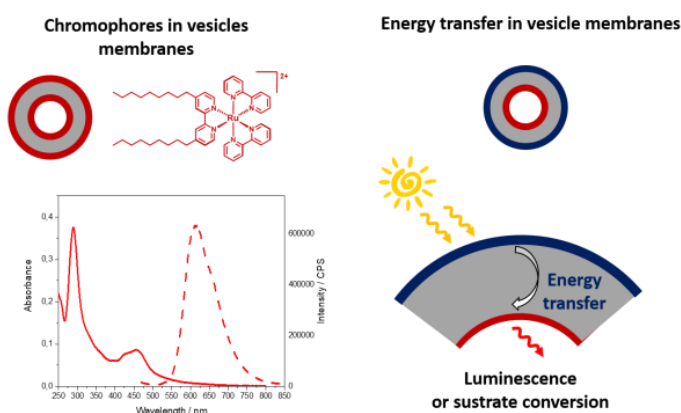 Chromophores in vesicles
membranes
2+
N
N
N
Ru
N
N
N
0,4
0,3
0,2
0,1
0,0
Absorbance
250 300 350 400 450 500 550 600 650 700 750 800 850
Wavelength / nm
600000
400000
200000
0
Intensity / CPS
Energy transfer in vesicle membranes
Energy
transfer
Luminescence
or sustrate conversion